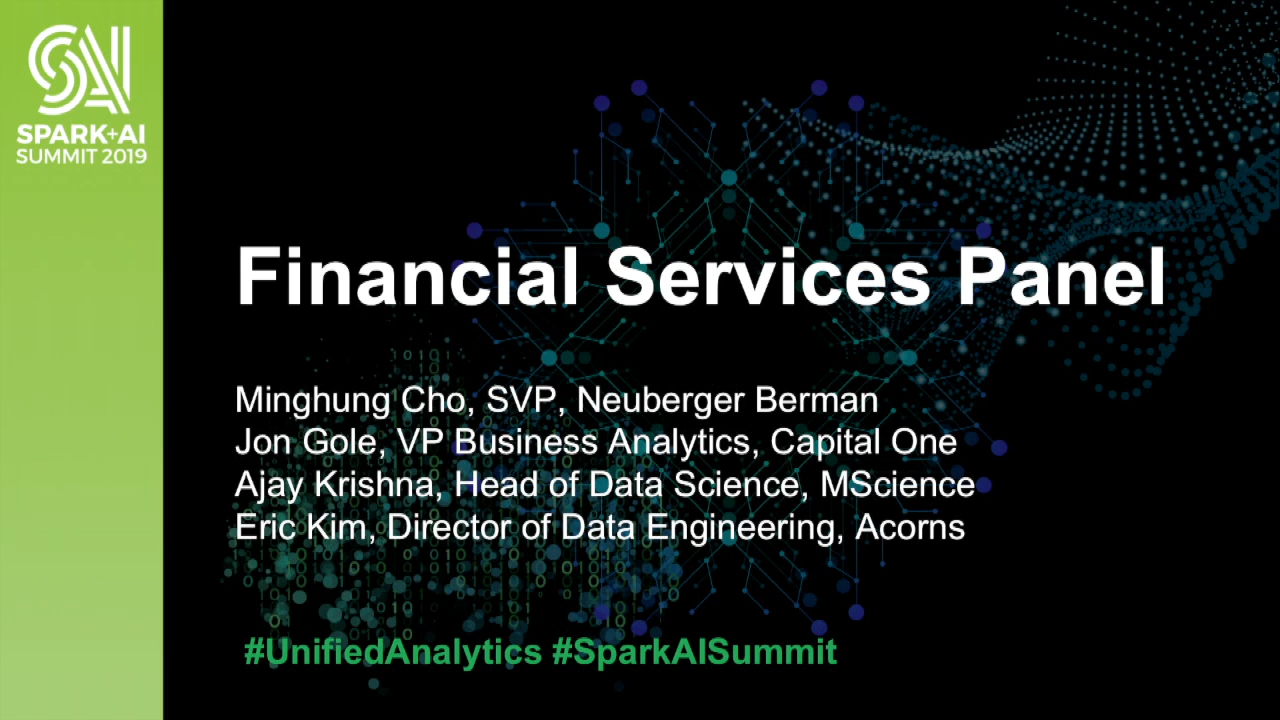 SPARK+AI
SUMMIT 2019
Financial Services Panel
Minghung Cho, SVP, Neuberger Berman
Jon Gole, VP Business Analytics, Capital One
Ajay Krishna, Head of Data Science, MScience
Eric Kim, Director of Data Engineering, Acorns
#UnifiedAnalytics #SparkAISummit